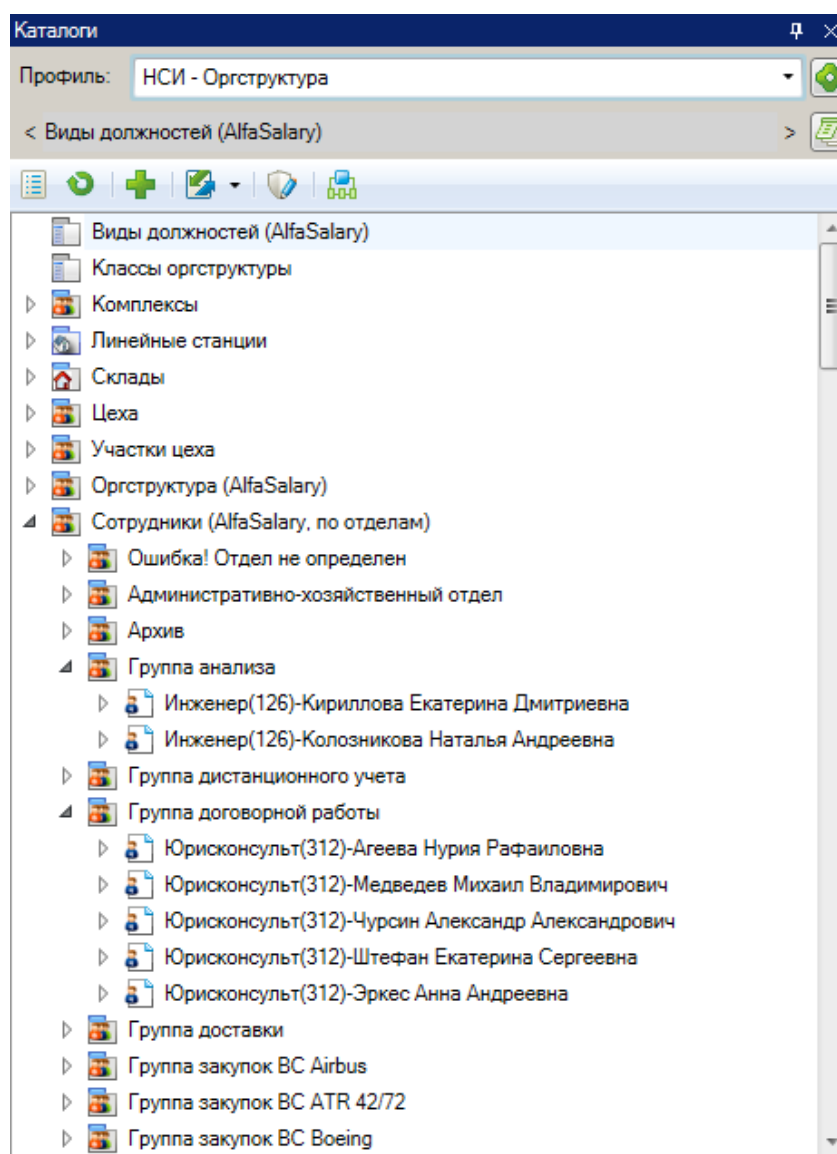 Каталоги
Профиль: НСИ - Оргструктура
< Виды должностей (AlfaSalary) >
Виды должностей (AlfaSalary)
Классы оргструктуры
Комплексы
Линейные станции
Склады
Цеха
Участки цеха
Оргструктура (AlfaSalary)
Сотрудники (AlfaSalary, по отделам)
Ошибка! Отдел не определен
Административно-хозяйственный отдел
Архив
Группа анализа
Инженер(126)-Кириллова Екатерина Дмитриевна
Инженер(126)-Колозникова Наталья Андреевна
Группа дистанционного учета
Группа договорной работы
Юрисконсульт(312)-Агеева Нурия Рафаиловна
Юрисконсульт(312)-Медведев Михаил Владимирович
Юрисконсульт(312)-Чурсин Александр Александрович
Юрисконсульт(312)-Штефан Екатерина Сергеевна
Юрисконсульт(312)-Эркес Анна Андреевна
Группа доставки
Группа закупок ВС Airbus
Группа закупок ВС ATR 42/72
Группа закупок ВС Boeing